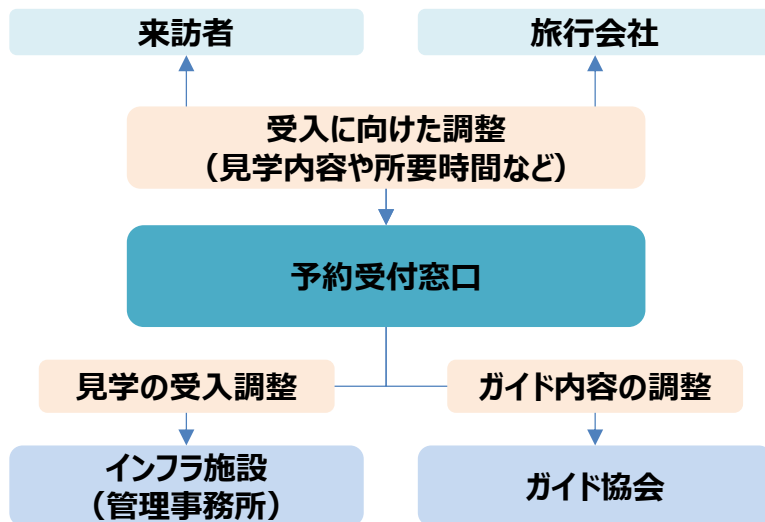 来訪者
旅行会社
受入に向けた調整
（見学内容や所要時間など）
予約受付窓口
見学の受入調整
ガイド内容の調整
インフラ施設
（管理事務所）
ガイド協会